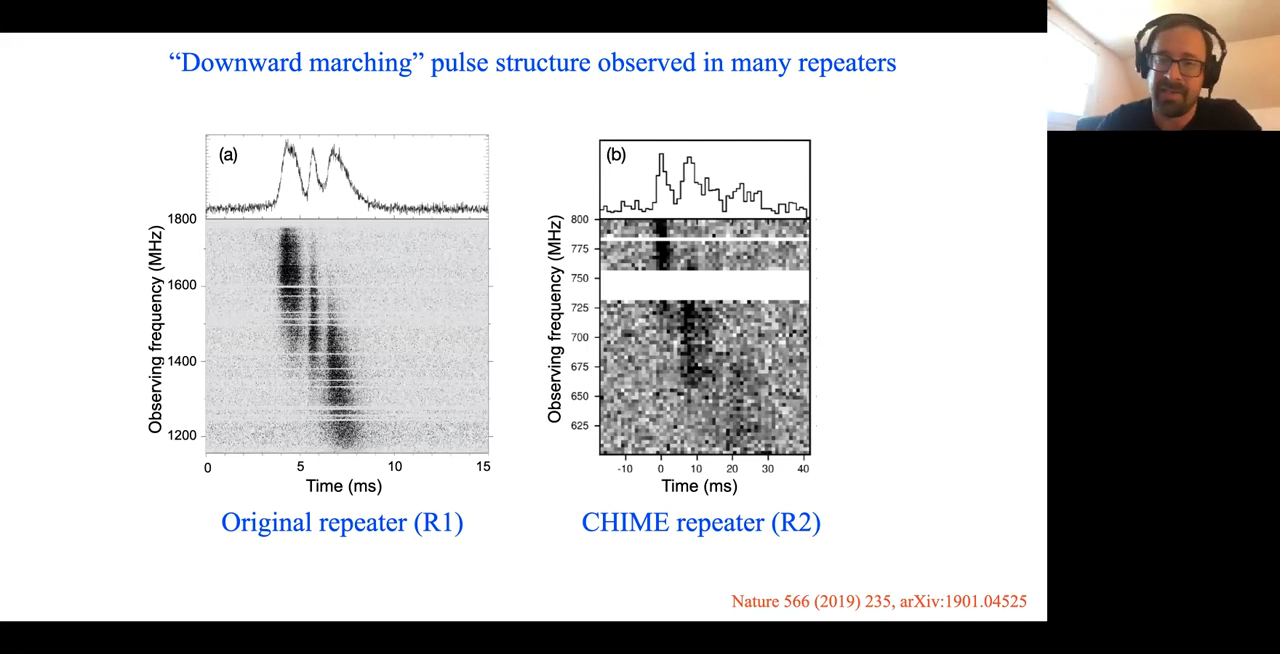 “Downward marching” pulse structure observed in many repeaters
(a)
1800
1600
1400
1200
Observing frequency (MHz)
0 5 10 15
Time (ms)
Original repeater (R1)
(b)
800
775
750
725
700
675
650
625
Observing frequency (MHz)
-10 0 10 20 30 40
Time (ms)
CHIME repeater (R2)
Nature 566 (2019) 235, arXiv:1901.04525